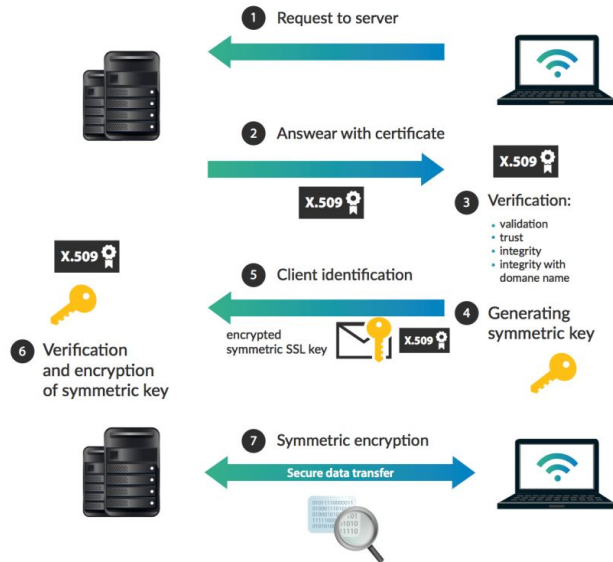 1 Request to server
2 Answear with certificate
X.509
X.509
3 Verification:
• validation
• trust
• integrity
• integrity with
domane name
X.509
5 Client identification
encrypted
symmetric SSL key
X.509
4 Generating
symmetric key
6 Verification
and encryption
of symmetric key
7 Symmetric encryption
Secure data transfer